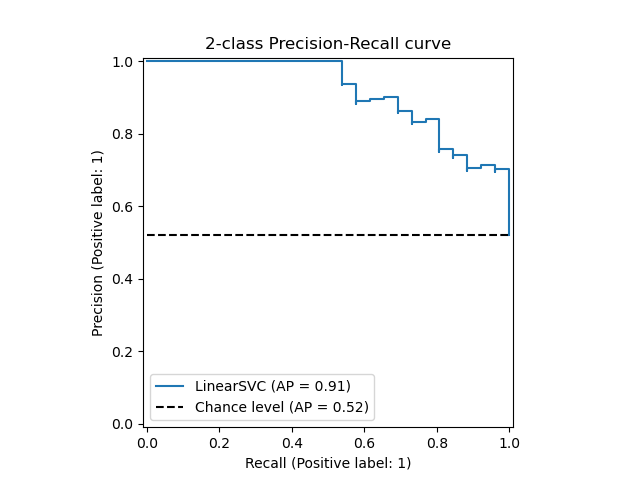 2-class Precision-Recall curve
1.0
0.8
0.6
0.4
0.2
0.0
Precision (Positive label: 1)
LinearSVC (AP = 0.91)
Chance level (AP = 0.52)
0.0 0.2 0.4 0.6 0.8 1.0
Recall (Positive label: 1)